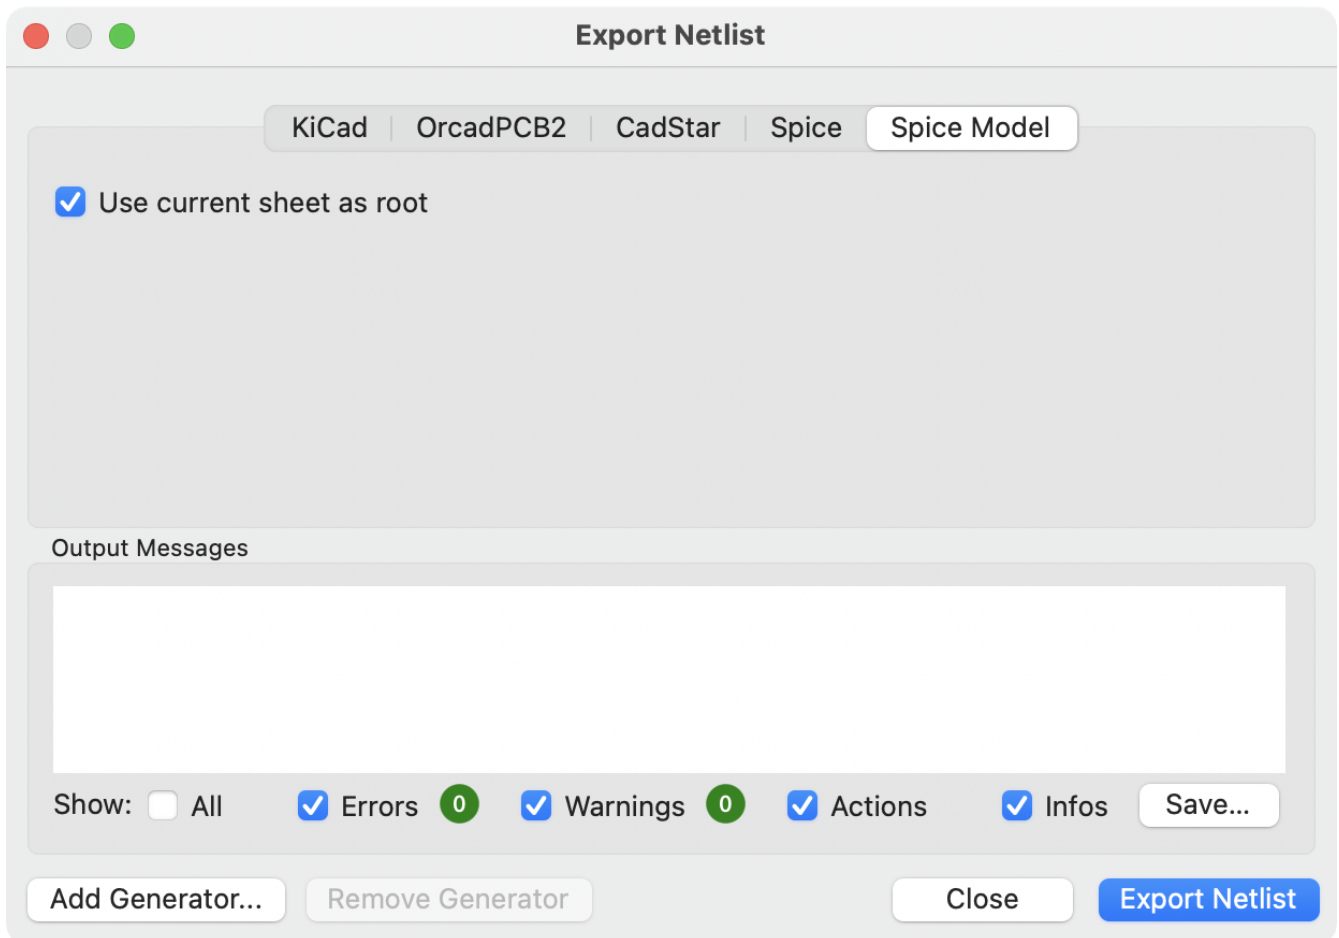 Export Netlist
KiCad OrcadPCB2 CadStar Spice Spice Model
Use current sheet as root
Output Messages
Show: All Errors 0 Warnings 0 Actions Infos Save...
Add Generator... Remove Generator Close Export Netlist